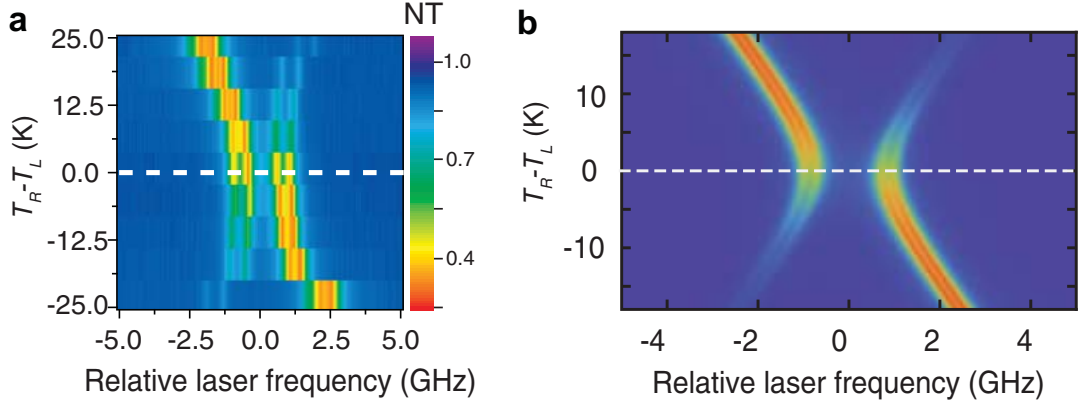 a
NT
25.0
12.5
0.0
-12.5
-25.0
T_R-T_L (K)
1.0
0.7
0.4
-5.0 -2.5 0.0 2.5 5.0
Relative laser frequency (GHz)
b
10
0
-10
T_R-T_L (K)
-4 -2 0 2 4
Relative laser frequency (GHz)